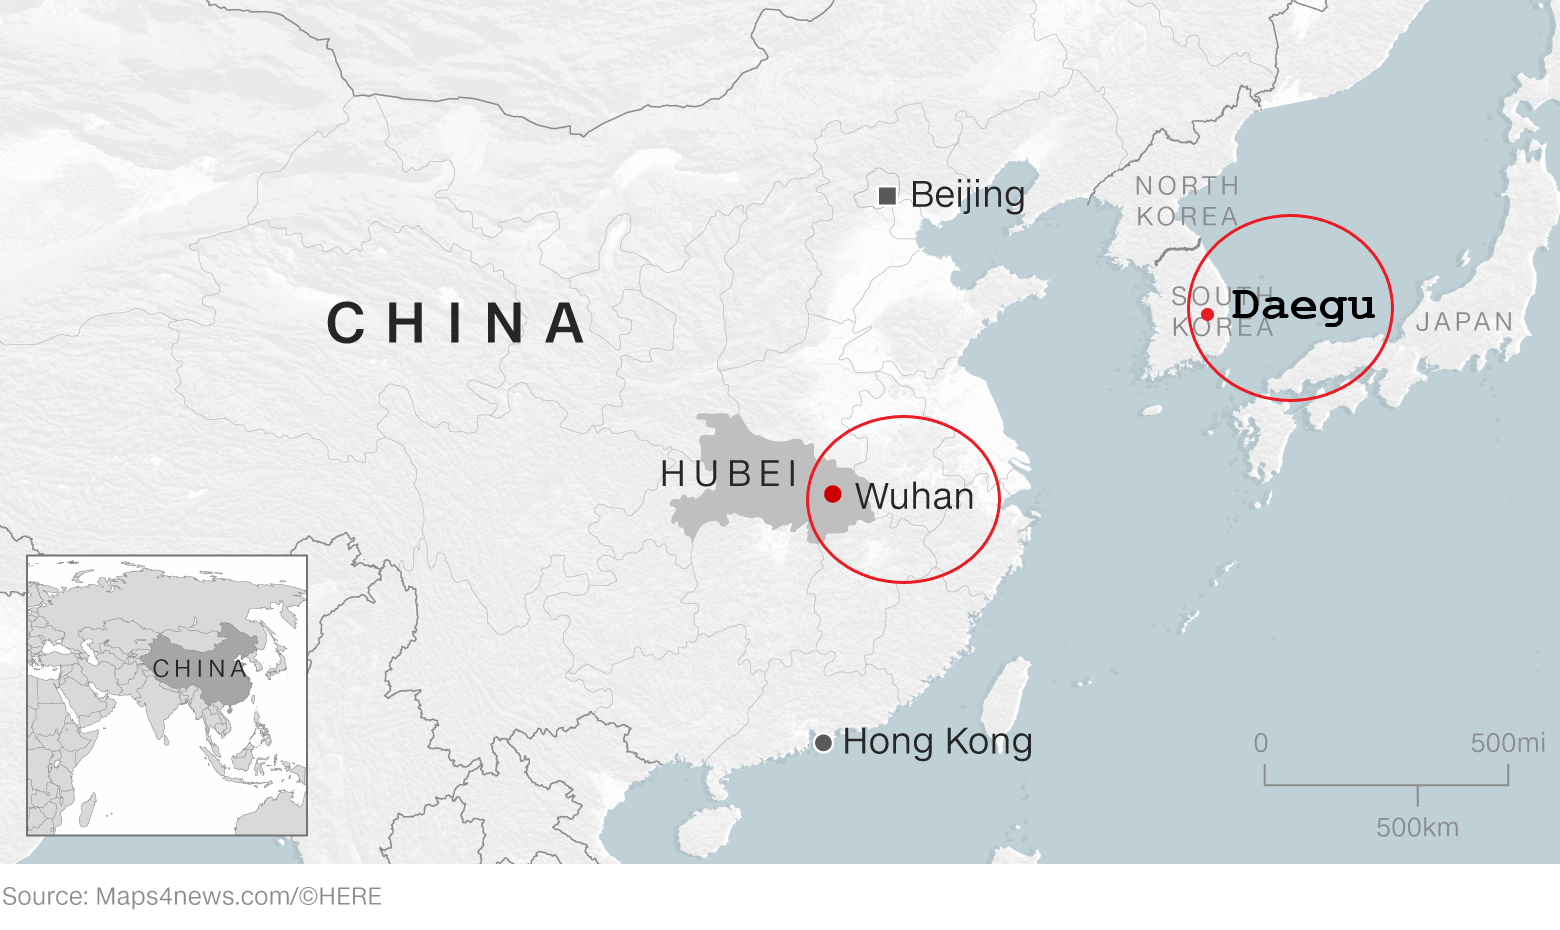 Beijing
NORTH
KOREA
CHINA
SOUTH
KOREA
Daegu
JAPAN
HUBEI
Wuhan
CHINA
Hong Kong
0
500mi
500km
Source: Maps4news.com/©HERE